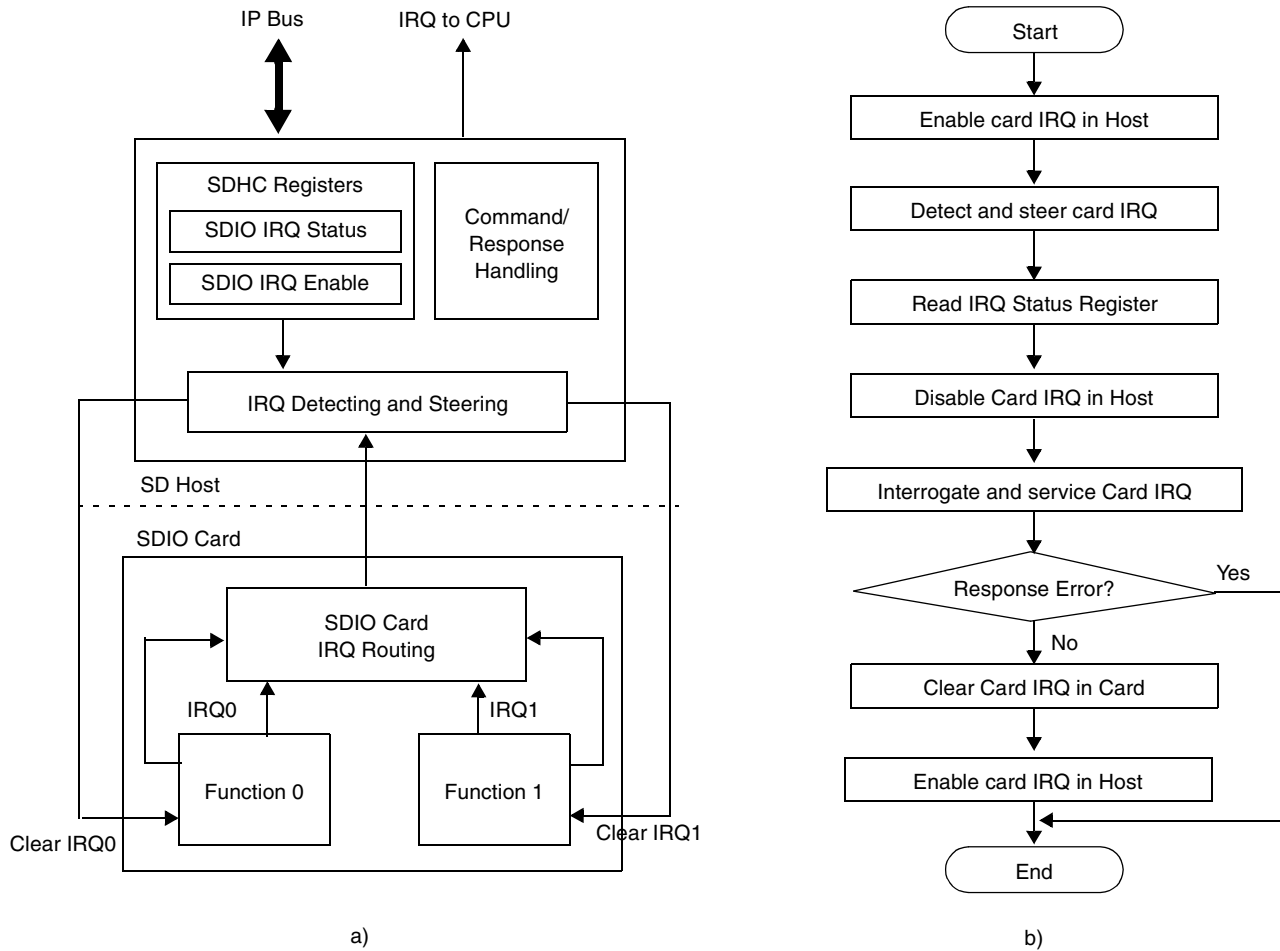 IP Bus
IRQ to CPU
SDHC Registers
SDIO IRQ Status
SDIO IRQ Enable
Command/
Response
Handling
IRQ Detecting and Steering
SD Host
SDIO Card
SDIO Card
IRQ Routing
IRQ0
IRQ1
Function 0
Function 1
Clear IRQ0
Clear IRQ1
a)
Start
Enable card IRQ in Host
Detect and steer card IRQ
Read IRQ Status Register
Disable Card IRQ in Host
Interrogate and service Card IRQ
Response Error?
Yes
No
Clear Card IRQ in Card
Enable card IRQ in Host
End
b)